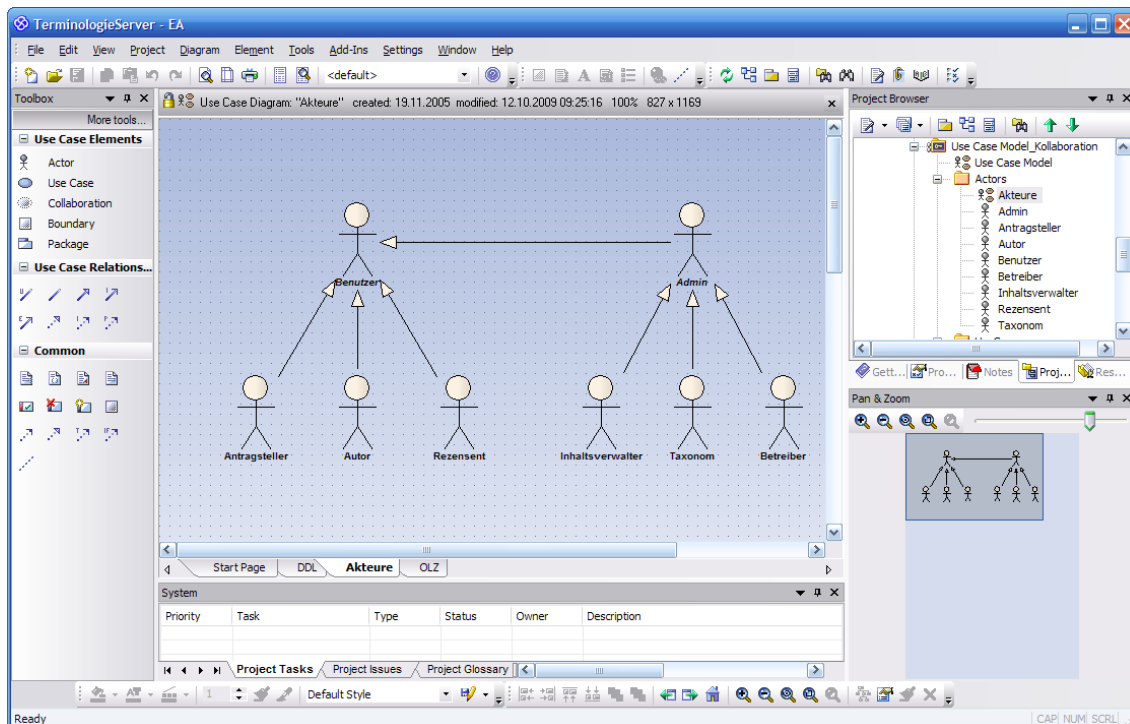 TerminologieServer - EA
File Edit View Project Diagram Element Tools Add-Ins Settings Window Help
<default>
Toolbox
More tools...
Use Case Elements
Actor
Use Case
Collaboration
Boundary
Package
Use Case Relations...
Common
Use Case Diagram: "Akteure" created: 19.11.2005 modified: 12.10.2009 09:25:16 100% 827 x 1169
Benutzer
Admin
Antragsteller
Autor
Rezensent
Inhaltsverwalter
Taxonom
Betreiber
Start Page DDL Akteure OLZ
System
Priority Task Type Status Owner Description
Project Tasks Project Issues Project Glossary
Project Browser
Use Case Model_Kollaboration
Use Case Model
Actors
Akteure
Admin
Antragsteller
Autor
Benutzer
Betreiber
Inhaltsverwalter
Rezensent
Taxonom
Gett... Pro... Notes Proj... Res...
Pan & Zoom
1 Default Style
Ready
CAP NUM SCRL